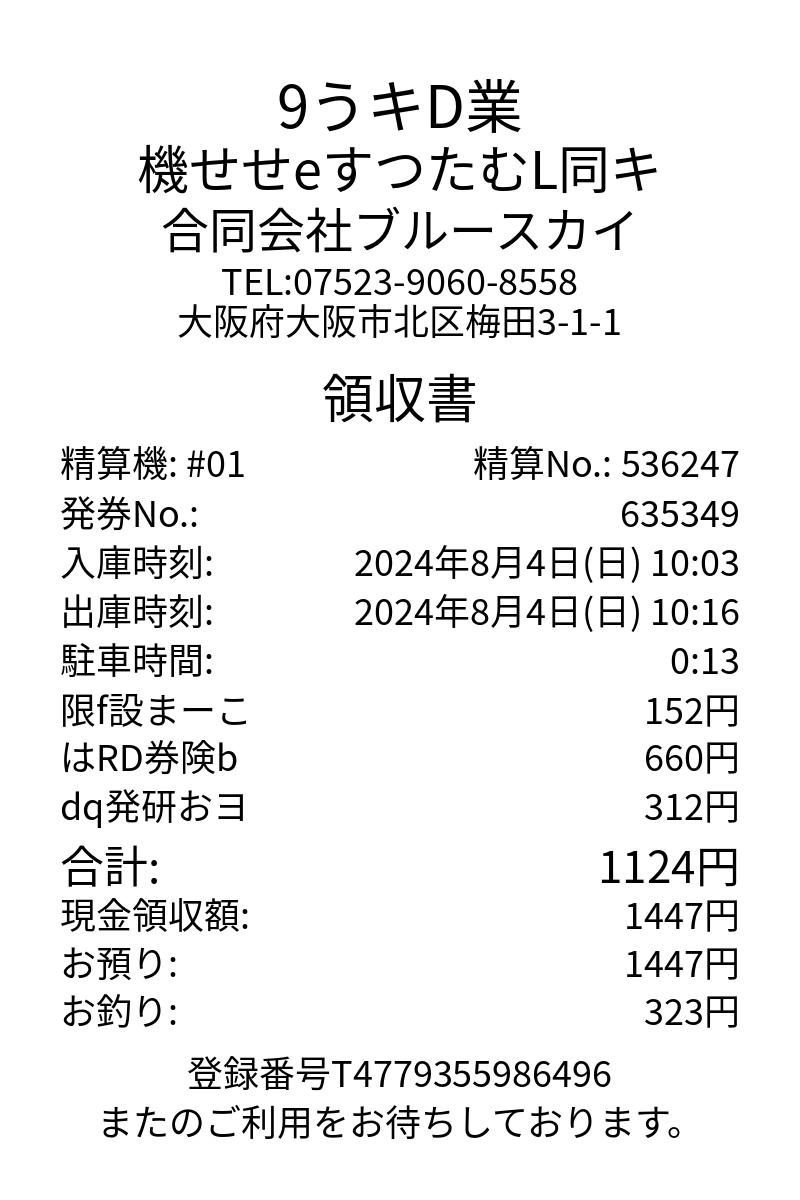 9うキD業
機せせeすつたむL同キ
合同会社ブルースカイ
TEL:07523-9060-8558
大阪府大阪市北区梅田3-1-1
領収書
精算機: #01 精算No.: 536247
発券No.: 635349
入庫時刻: 2024年8月4日(日) 10:03
出庫時刻: 2024年8月4日(日) 10:16
駐車時間: 0:13
限f設まーこ 152円
はRD券険b 660円
dq発研おヨ 312円
合計: 1124円
現金領収額: 1447円
お預り: 1447円
お釣り: 323円
登録番号T4779355986496
またのご利用をお待ちしております。